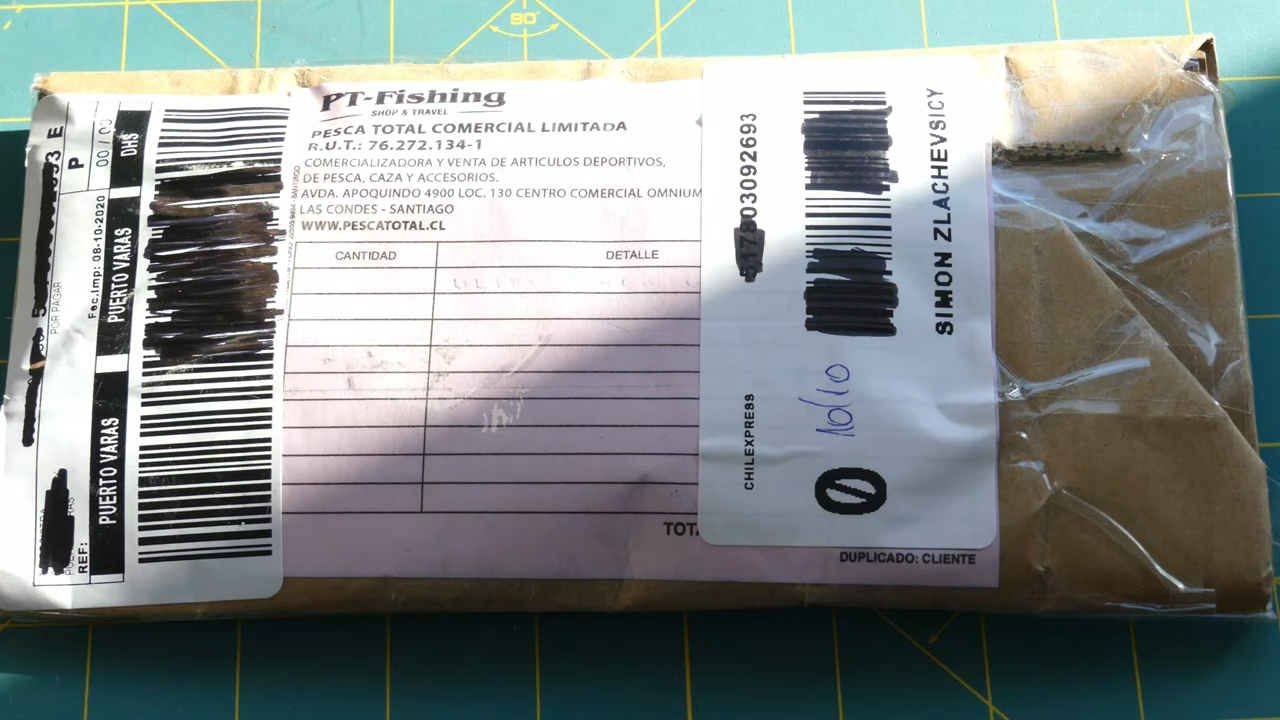 90°
PT-Fishing
SHOP & TRAVEL
PESCA TOTAL COMERCIAL LIMITADA
R.U.T.: 76.272.134-1
COMERCIALIZADORA Y VENTA DE ARTICULOS DEPORTIVOS,
DE PESCA, CAZA Y ACCESORIOS.
AVDA. APOQUINDO 4900 LOC. 130 CENTRO COMERCIAL OMNIUM
LAS CONDES - SANTIAGO
WWW.PESCATOTAL.CL
CANTIDAD DETALLE
TOTA
DUPLICADO: CLIENTE
E
POR PAGAR
P
00 / 00
Fec.Imp: 08-10-2020
DHS
PUERTO VARAS
PUERTO VARAS
REF:
03092693
CHILEXPRESS
10/10
0
SIMON ZLACHEVSICY